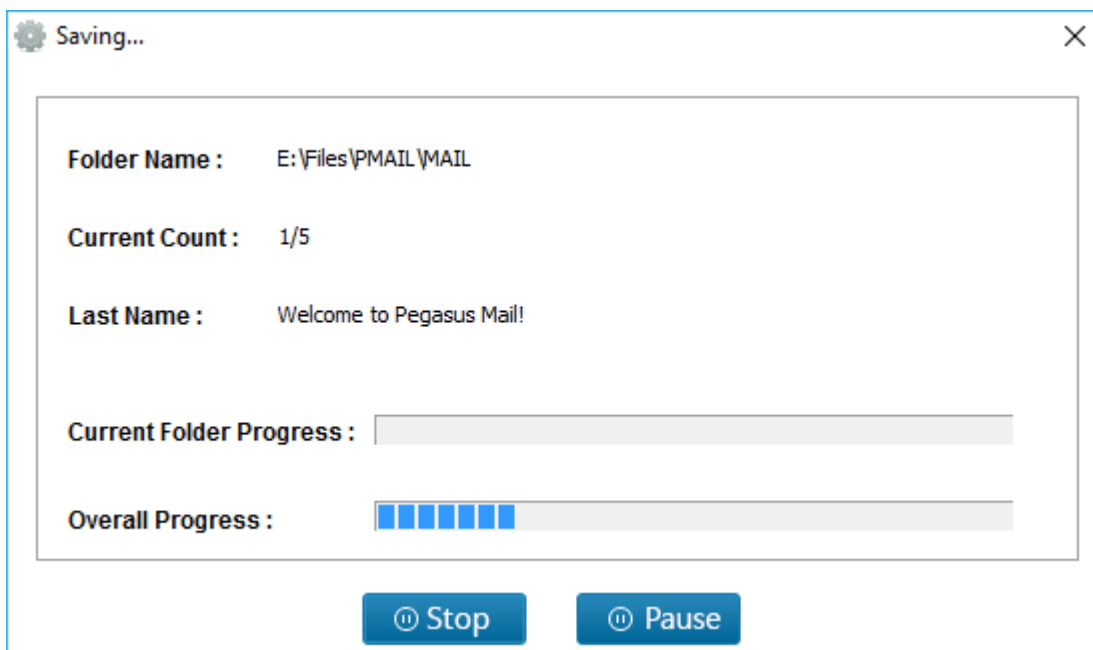 Saving...
Folder Name : E:\Files\PMAIL\MAIL
Current Count : 1/5
Last Name : Welcome to Pegasus Mail!
Current Folder Progress :
Overall Progress :
Stop Pause